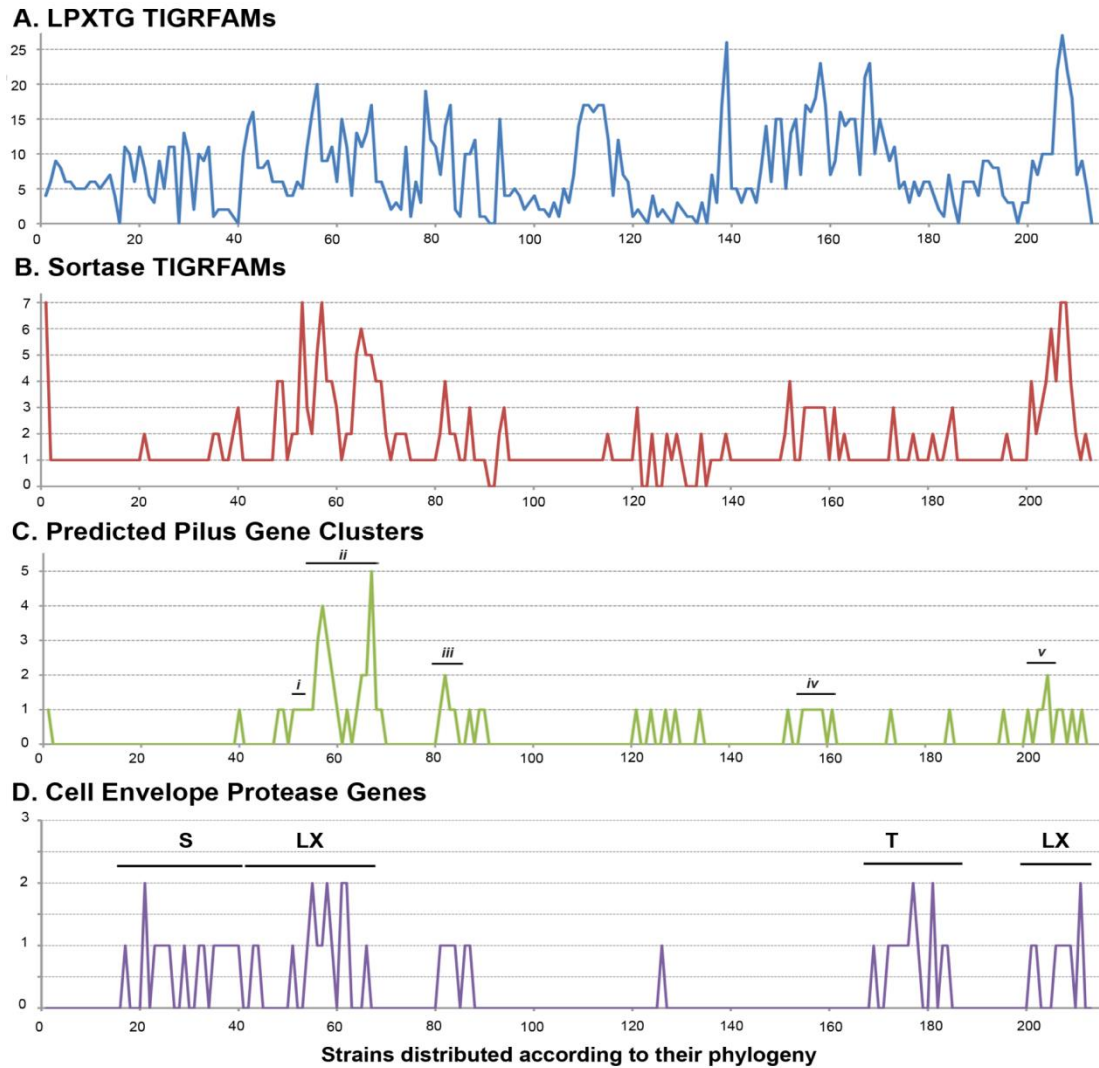 A. LPXTG TIGRFAMs
25
20
15
10
5
0
0 20 40 60 80 100 120 140 160 180 200
B. Sortase TIGRFAMs
7
6
5
4
3
2
1
0
0 20 40 60 80 100 120 140 160 180 200
C. Predicted Pilus Gene Clusters
5
4
3
2
1
0
i ii iii iv v
0 20 40 60 80 100 120 140 160 180 200
D. Cell Envelope Protease Genes
3
2
1
0
S LX T LX
0 20 40 60 80 100 120 140 160 180 200
Strains distributed according to their phylogeny